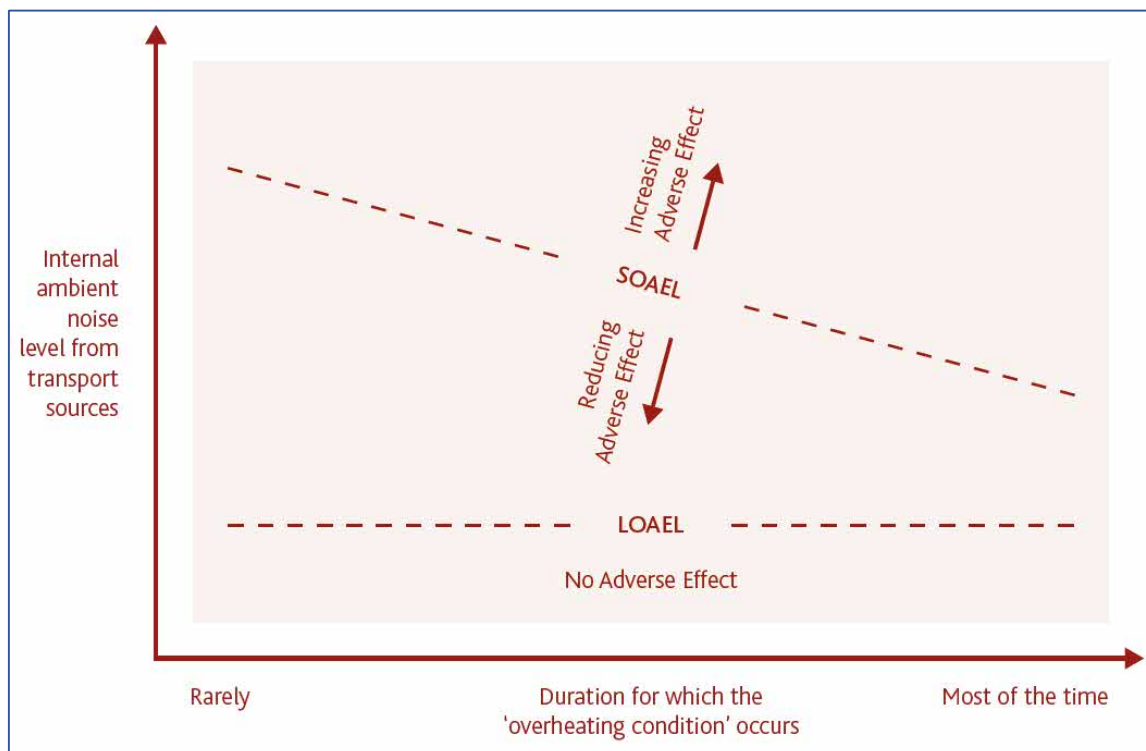 Internal
ambient
noise
level from
transport
sources
Increasing
Adverse Effect
SOAEL
Reducing
Adverse Effect
LOAEL
No Adverse Effect
Rarely
Duration for which the
‘overheating condition’ occurs
Most of the time